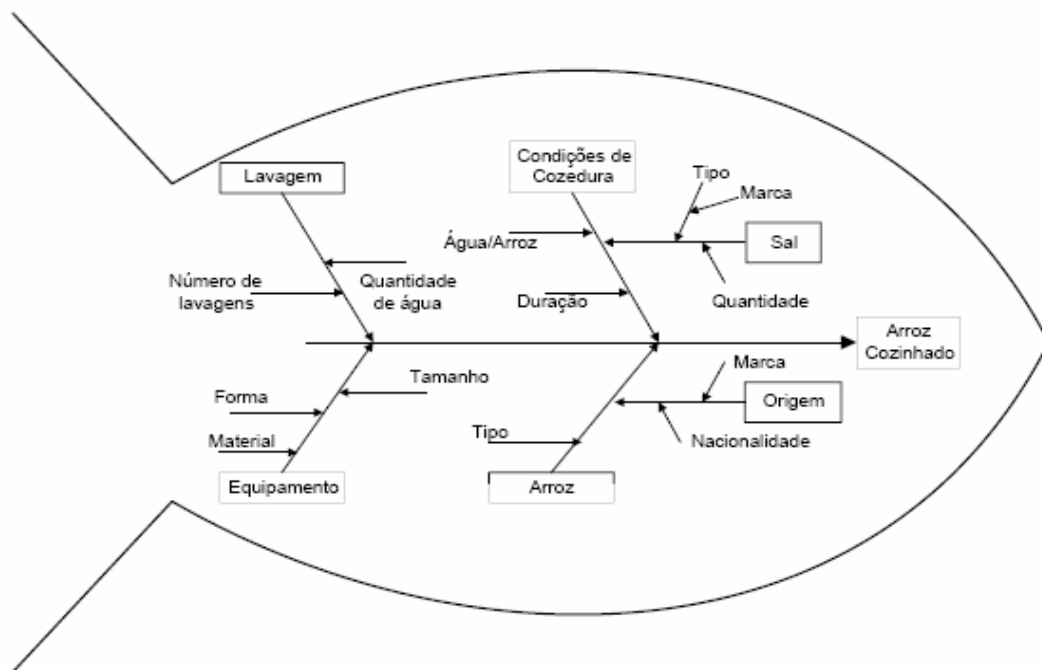 Lavagem
Condições de
Cozedura
Tipo
Marca
Água/Arroz
Sal
Número de
lavagens
Quantidade
de água
Duração
Quantidade
Arroz
Cozinhado
Marca
Tamanho
Forma
Origem
Tipo
Nacionalidade
Material
Equipamento
Arroz